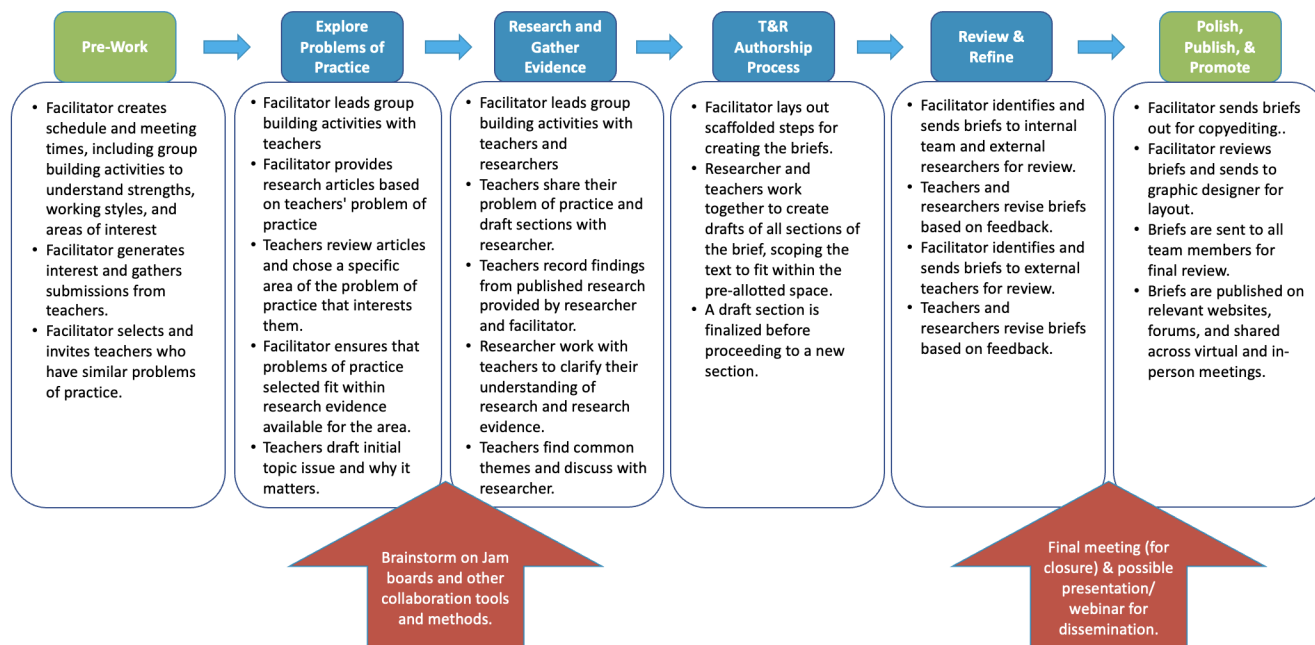 Pre-Work
Explore
Problems of
Practice
Research and
Gather
Evidence
T&R
Authorship
Process
Review &
Refine
Polish,
Publish, &
Promote
• Facilitator creates
schedule and meeting
times, including group
building activities to
understand strengths,
working styles, and
areas of interest
• Facilitator generates
interest and gathers
submissions from
teachers.
• Facilitator selects and
invites teachers who
have similar problems
of practice.
• Facilitator leads group
building activities with
teachers
• Facilitator provides
research articles based
on teachers' problem of
practice
• Teachers review articles
and chose a specific
area of the problem of
practice that interests
them.
• Facilitator ensures that
problems of practice
selected fit within
research evidence
available for the area.
• Teachers draft initial
topic issue and why it
matters.
• Facilitator leads group
building activities with
teachers and
researchers
• Teachers share their
problem of practice and
draft sections with
researcher.
• Teachers record findings
from published research
provided by researcher
and facilitator.
• Researcher work with
teachers to clarify their
understanding of
research and research
evidence.
• Teachers find common
themes and discuss with
researcher.
• Facilitator lays out
scaffolded steps for
creating the briefs.
• Researcher and
teachers work
together to create
drafts of all sections
of the brief, scoping
the text to fit within the
pre-allotted space.
• A draft section is
finalized before
proceeding to a new
section.
• Facilitator identifies and
sends briefs to internal
team and external
researchers for review.
• Teachers and
researchers revise briefs
based on feedback.
• Facilitator identifies and
sends briefs to external
teachers for review.
• Teachers and
researchers revise briefs
based on feedback.
• Facilitator sends briefs
out for copyediting..
• Facilitator reviews
briefs and sends to
graphic designer for
layout.
• Briefs are sent to all
team members for
final review.
• Briefs are published on
relevant websites,
forums, and shared
across virtual and in-
person meetings.
Brainstorm on Jam
boards and other
collaboration tools
and methods.
Final meeting (for
closure) & possible
presentation/
webinar for
dissemination.